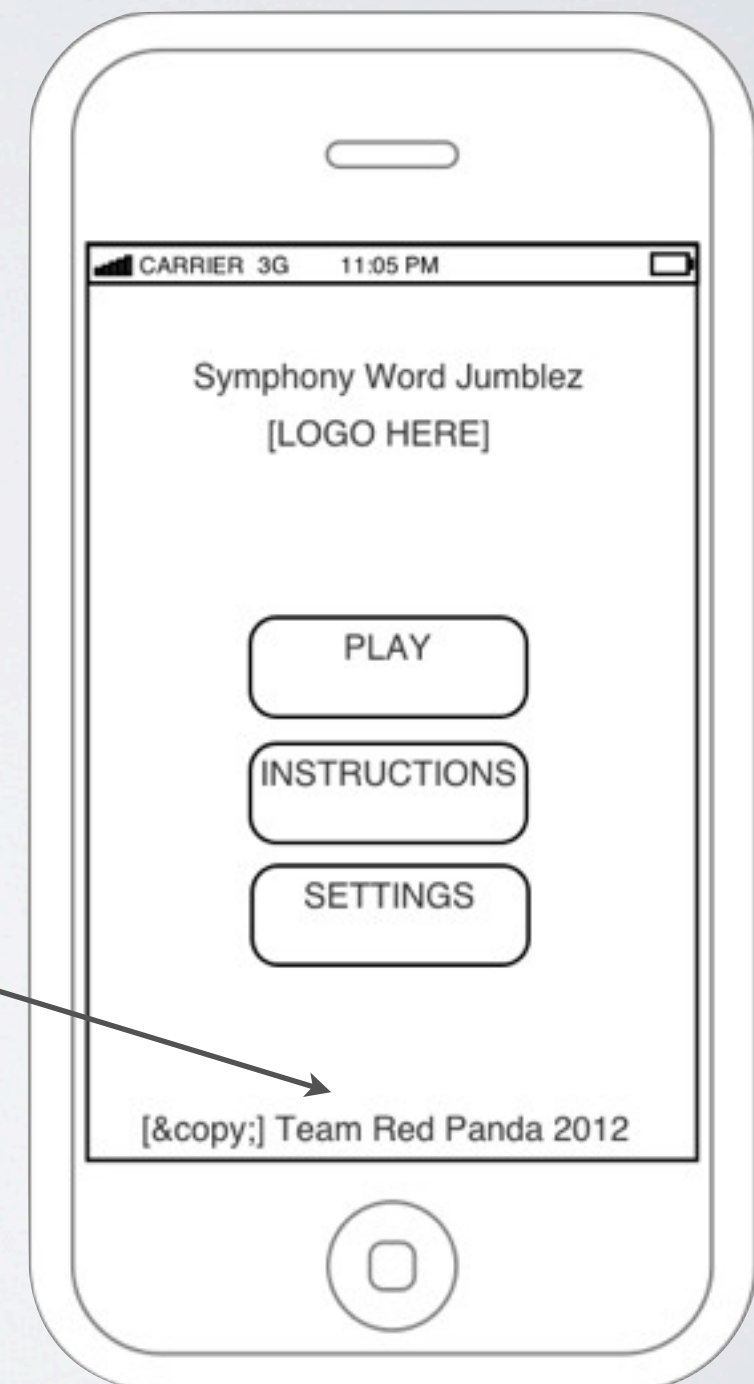 CARRIER 3G 11:05 PM
Symphony Word Jumblez
[LOGO HERE]
PLAY
INSTRUCTIONS
SETTINGS
[&copy;] Team Red Panda 2012